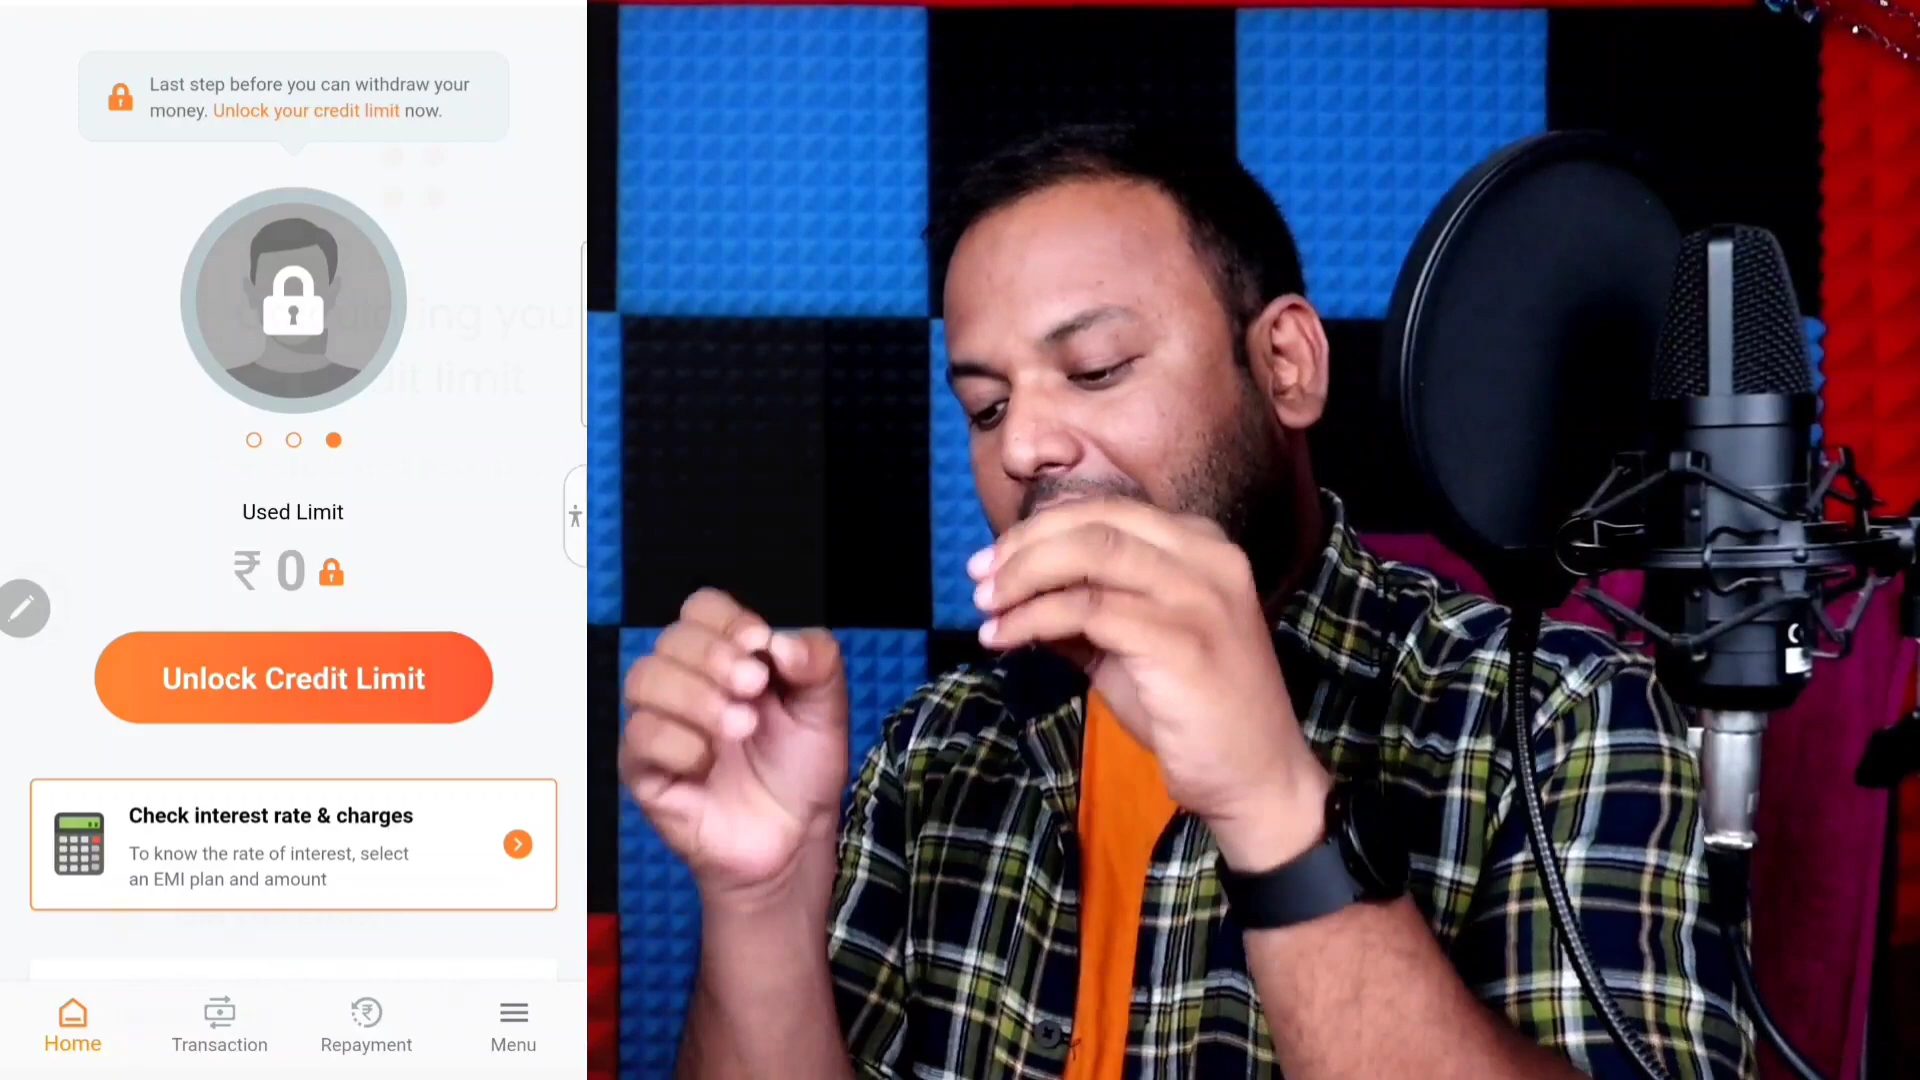 Last step before you can withdraw your
money. Unlock your credit limit now.
Used Limit
₹ 0
Unlock Credit Limit
Check interest rate & charges
To know the rate of interest, select
an EMI plan and amount
Home
Transaction
Repayment
Menu